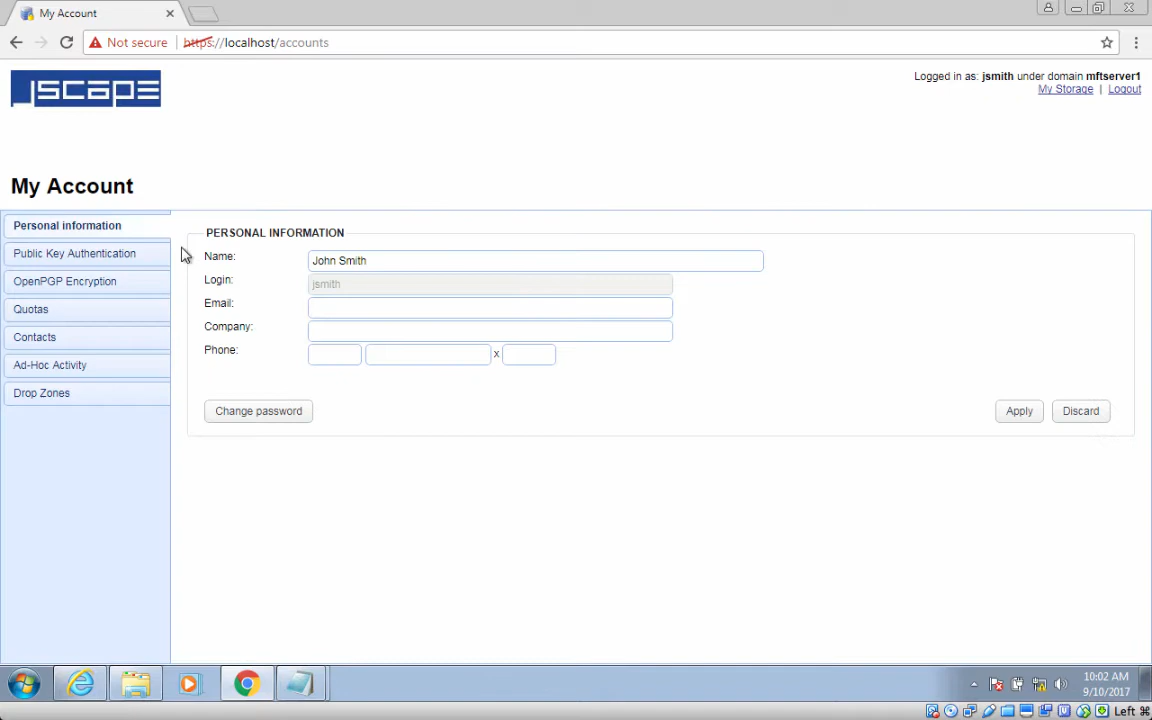 My Account
Not secure
https://localhost/accounts
jscape
Logged in as: jsmith under domain mftserver1
My Storage | Logout
My Account
Personal information
Public Key Authentication
OpenPGP Encryption
Quotas
Contacts
Ad-Hoc Activity
Drop Zones
PERSONAL INFORMATION
Name:
John Smith
Login:
jsmith
Email:
Company:
Phone:
x
Change password
Apply
Discard
10:02 AM
9/10/2017
Left ⌘